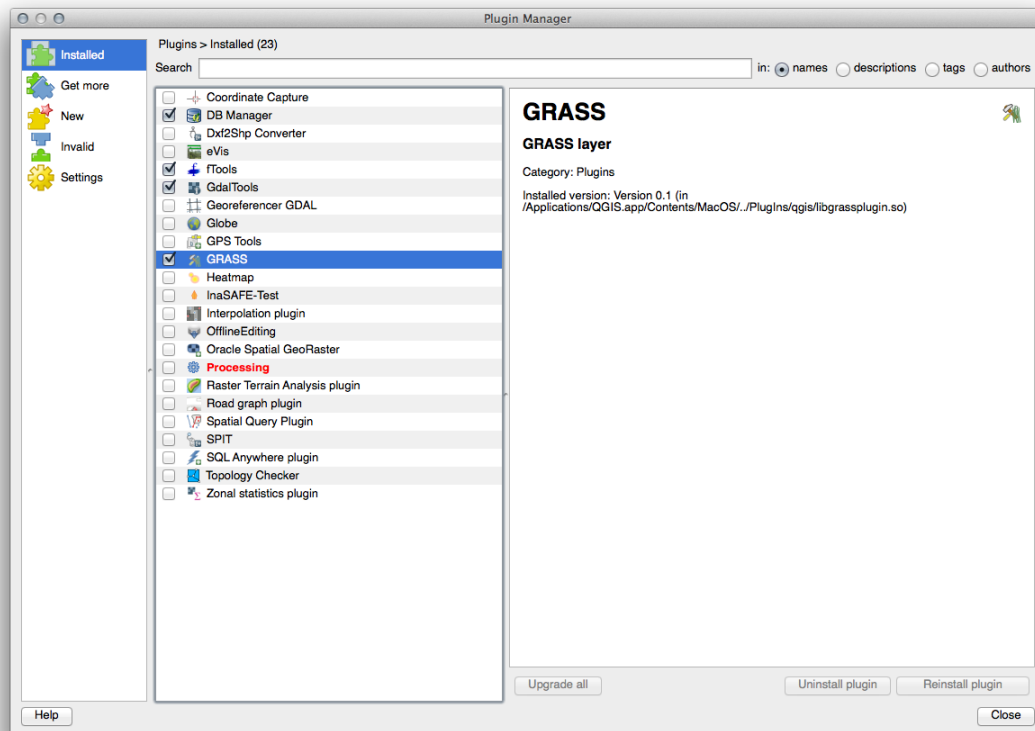 Plugin Manager
Installed
Get more
New
Invalid
Settings
Plugins > Installed (23)
Search in: names descriptions tags authors
Coordinate Capture
DB Manager
Dxf2Shp Converter
eVis
fTools
GdalTools
Georeferencer GDAL
Globe
GPS Tools
GRASS
Heatmap
InaSAFE-Test
Interpolation plugin
OfflineEditing
Oracle Spatial GeoRaster
Processing
Raster Terrain Analysis plugin
Road graph plugin
Spatial Query Plugin
SPIT
SQL Anywhere plugin
Topology Checker
Zonal statistics plugin
GRASS
GRASS layer
Category: Plugins
Installed version: Version 0.1 (in
/Applications/QGIS.app/Contents/MacOS/../PlugIns/qgis/libgrassplugin.so)
Upgrade all Uninstall plugin Reinstall plugin
Help Close